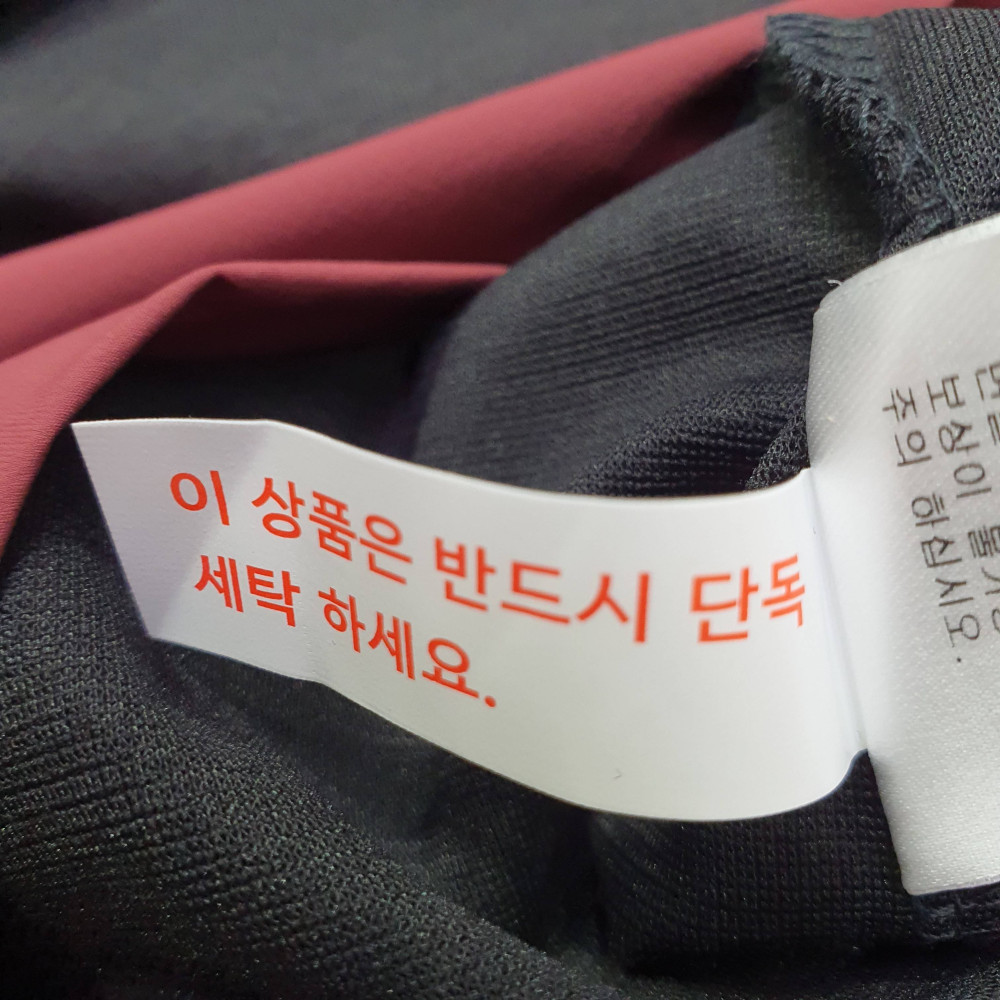 이 상품은 반드시 단독
세탁 하세요.
보상이
주의 하십시오.